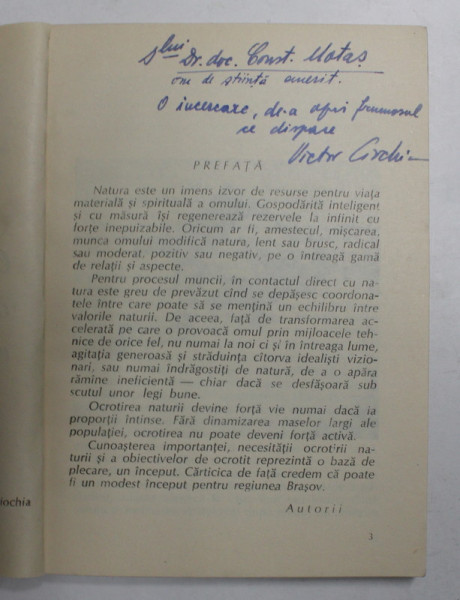 Dlui Dr. doc. Const. Motaș
om de știință emerit.
O încercare, de-a opri frumosul
ce dispare
Victor
PREFAȚĂ
Natura este un imens izvor de resurse pentru viața
materială și spirituală a omului. Gospodărită inteligent
și cu măsură își regenerează rezervele la infinit cu
forțe inepuizabile. Oricum ar fi, amestecul, mișcarea,
munca omului modifică natura, lent sau brusc, radical
sau moderat, pozitiv sau negativ, pe o întreagă gamă
de relații și aspecte.
Pentru procesul muncii, în contactul direct cu na-
tura este greu de prevăzut cînd se depășesc coordona-
tele între care poate să se mențină un echilibru între
valorile naturii. De aceea, față de transformarea ac-
celerată pe care o provoacă omul prin mijloacele teh-
nice de orice fel, nu numai la noi ci și în întreaga lume,
agitația generoasă și străduința cîtorva idealiști vizio-
nari, sau numai îndrăgostiți de natură, de a o apăra
rămîne ineficientă — chiar dacă se desfășoară sub
scutul unor legi bune.
Ocrotirea naturii devine forță vie numai dacă ia
proporții întinse. Fără dinamizarea maselor largi ale
populației, ocrotirea nu poate deveni forță activă.
Cunoașterea importanței, necesității ocrotirii na-
turii și a obiectivelor de ocrotit reprezintă o bază de
plecare, un început. Cărticica de față credem că poate
fi un modest început pentru regiunea Brașov.
Autorii
3
iochia